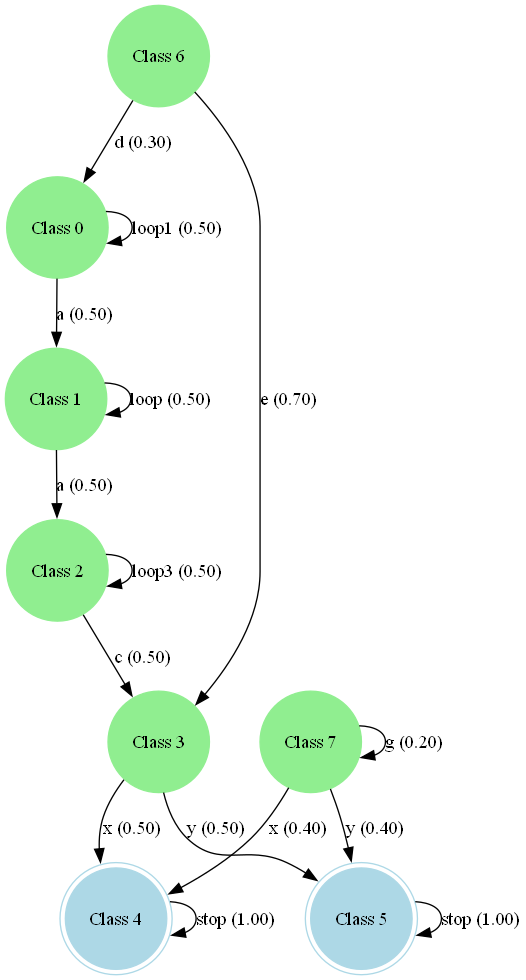 Class 6
d (0.30)
Class 0
loop1 (0.50)
a (0.50)
Class 1
loop (0.50)
e (0.70)
a (0.50)
Class 2
loop3 (0.50)
c (0.50)
Class 3
Class 7
g (0.20)
x (0.50)
y (0.50)
x (0.40)
y (0.40)
Class 4
stop (1.00)
Class 5
stop (1.00)